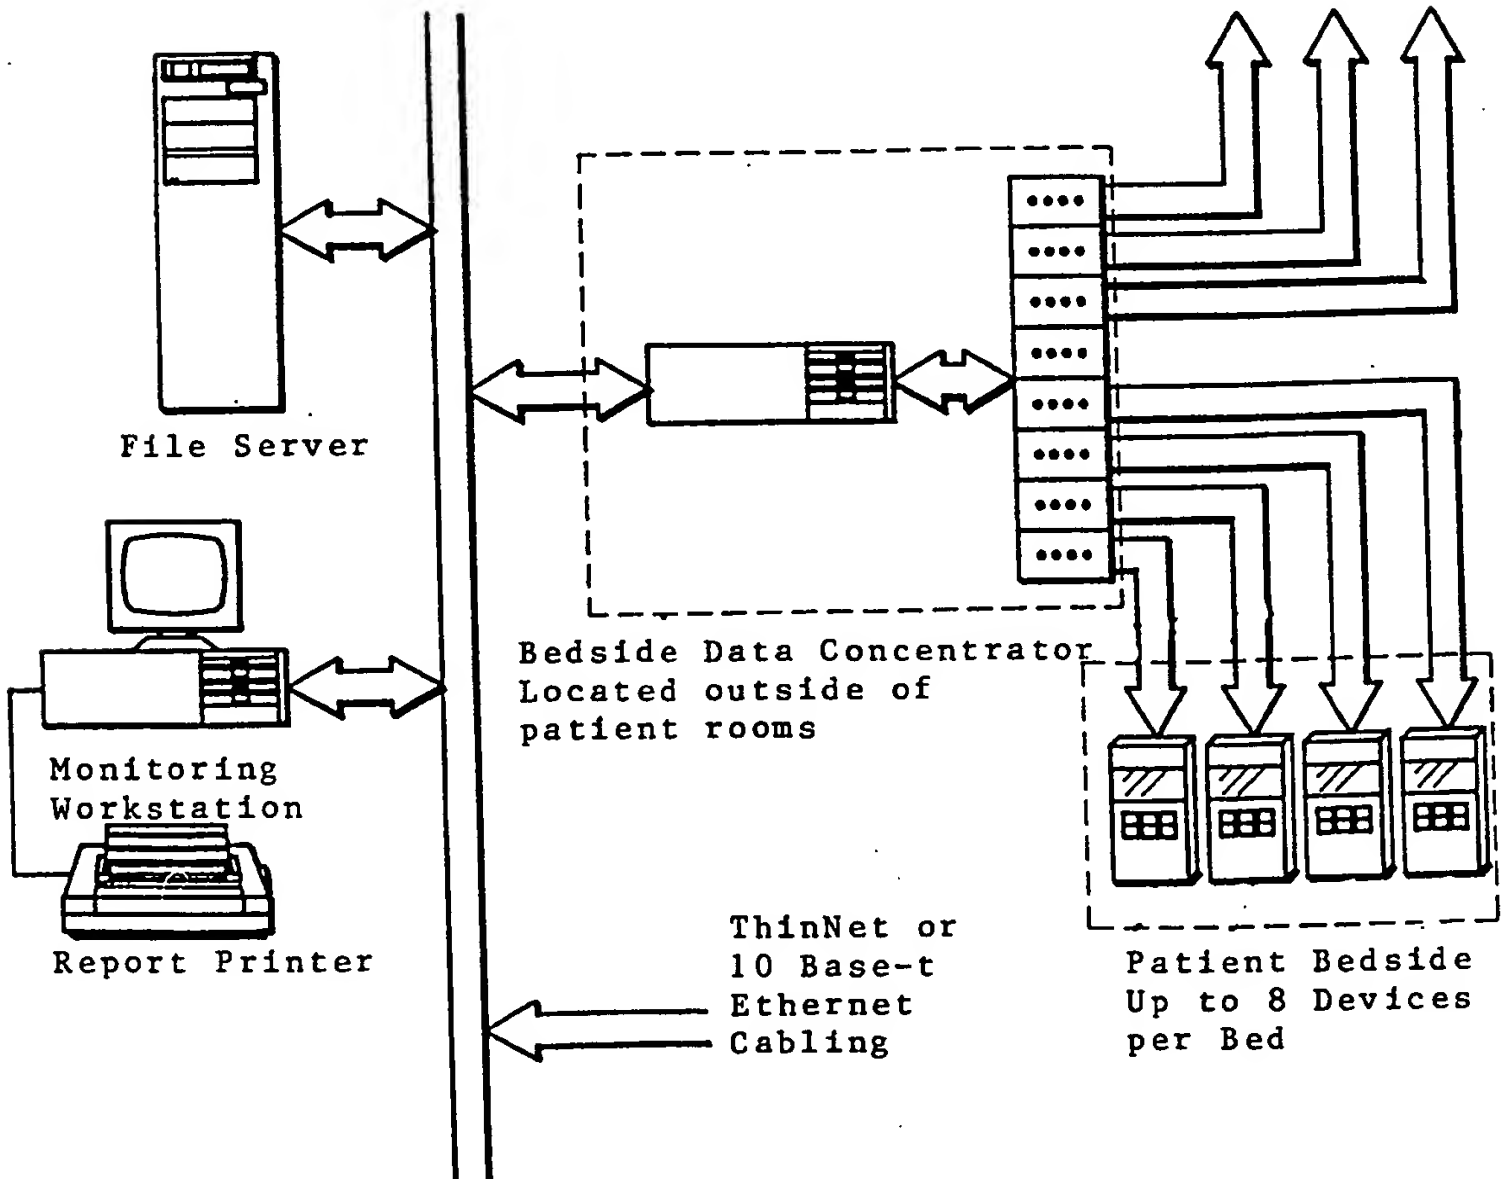 File Server
Bedside Data Concentrator
Located outside of
patient rooms
Monitoring
Workstation
Report Printer
ThinNet or
10 Base-t
Ethernet
Cabling
Patient Bedside
Up to 8 Devices
per Bed